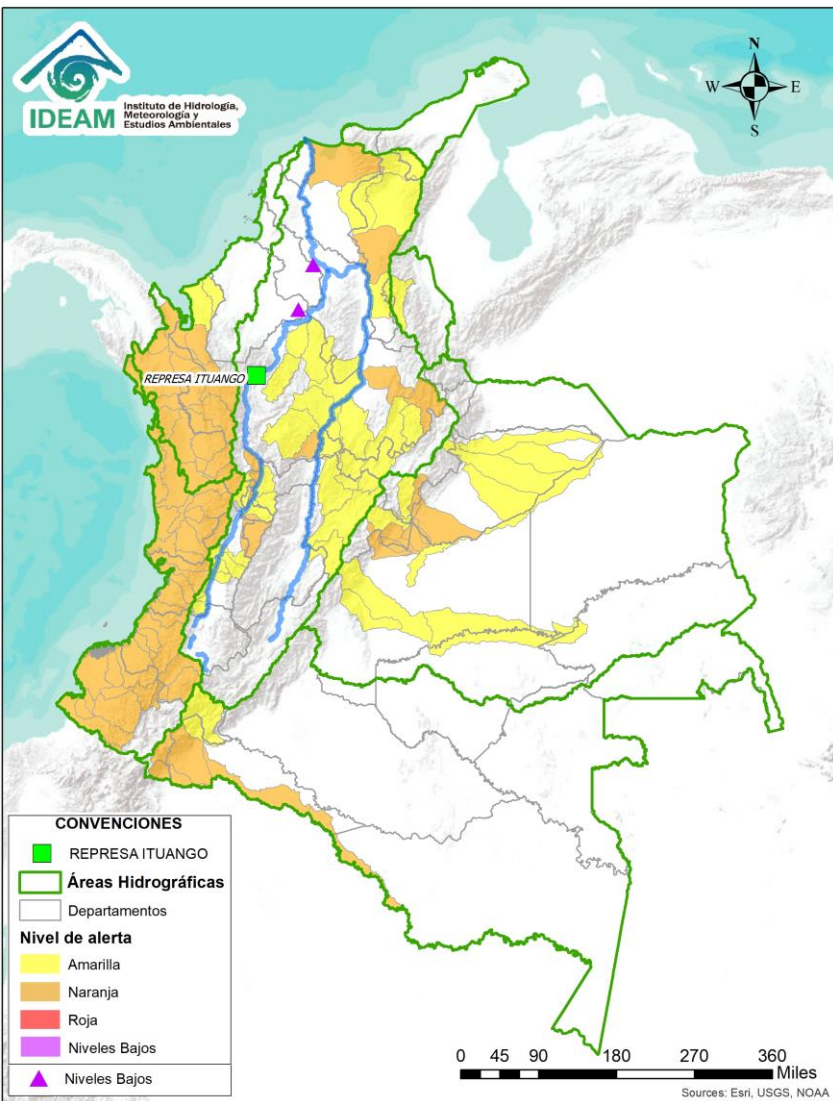 IDEAM
Instituto de Hidrología,
Meteorología y
Estudios Ambientales
N
W
E
S
REPRESA ITUANGO
CONVENCIONES
REPRESA ITUANGO
Áreas Hidrográficas
Departamentos
Nivel de alerta
Amarilla
Naranja
Roja
Niveles Bajos
Niveles Bajos
0 45 90 180 270 360
Miles
Sources: Esri, USGS, NOAA